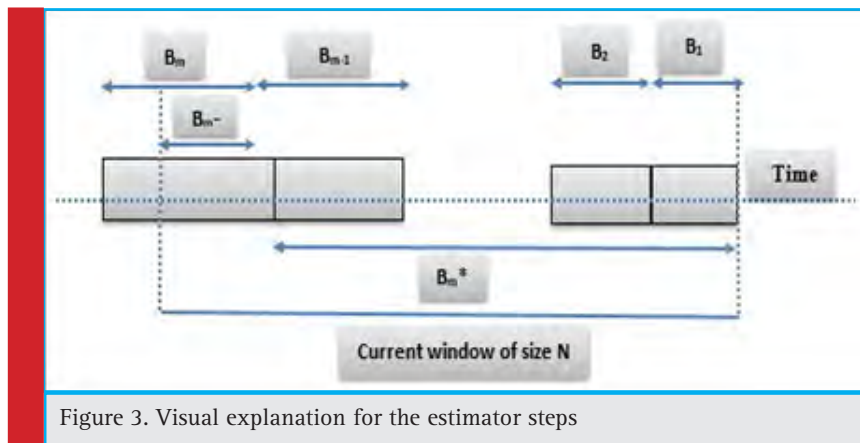 Bₘ
Bₘ₋₁
B₂
B₁
Bₘ~
Time
Bₘ*
Current window of size N
Figure 3. Visual explanation for the estimator steps